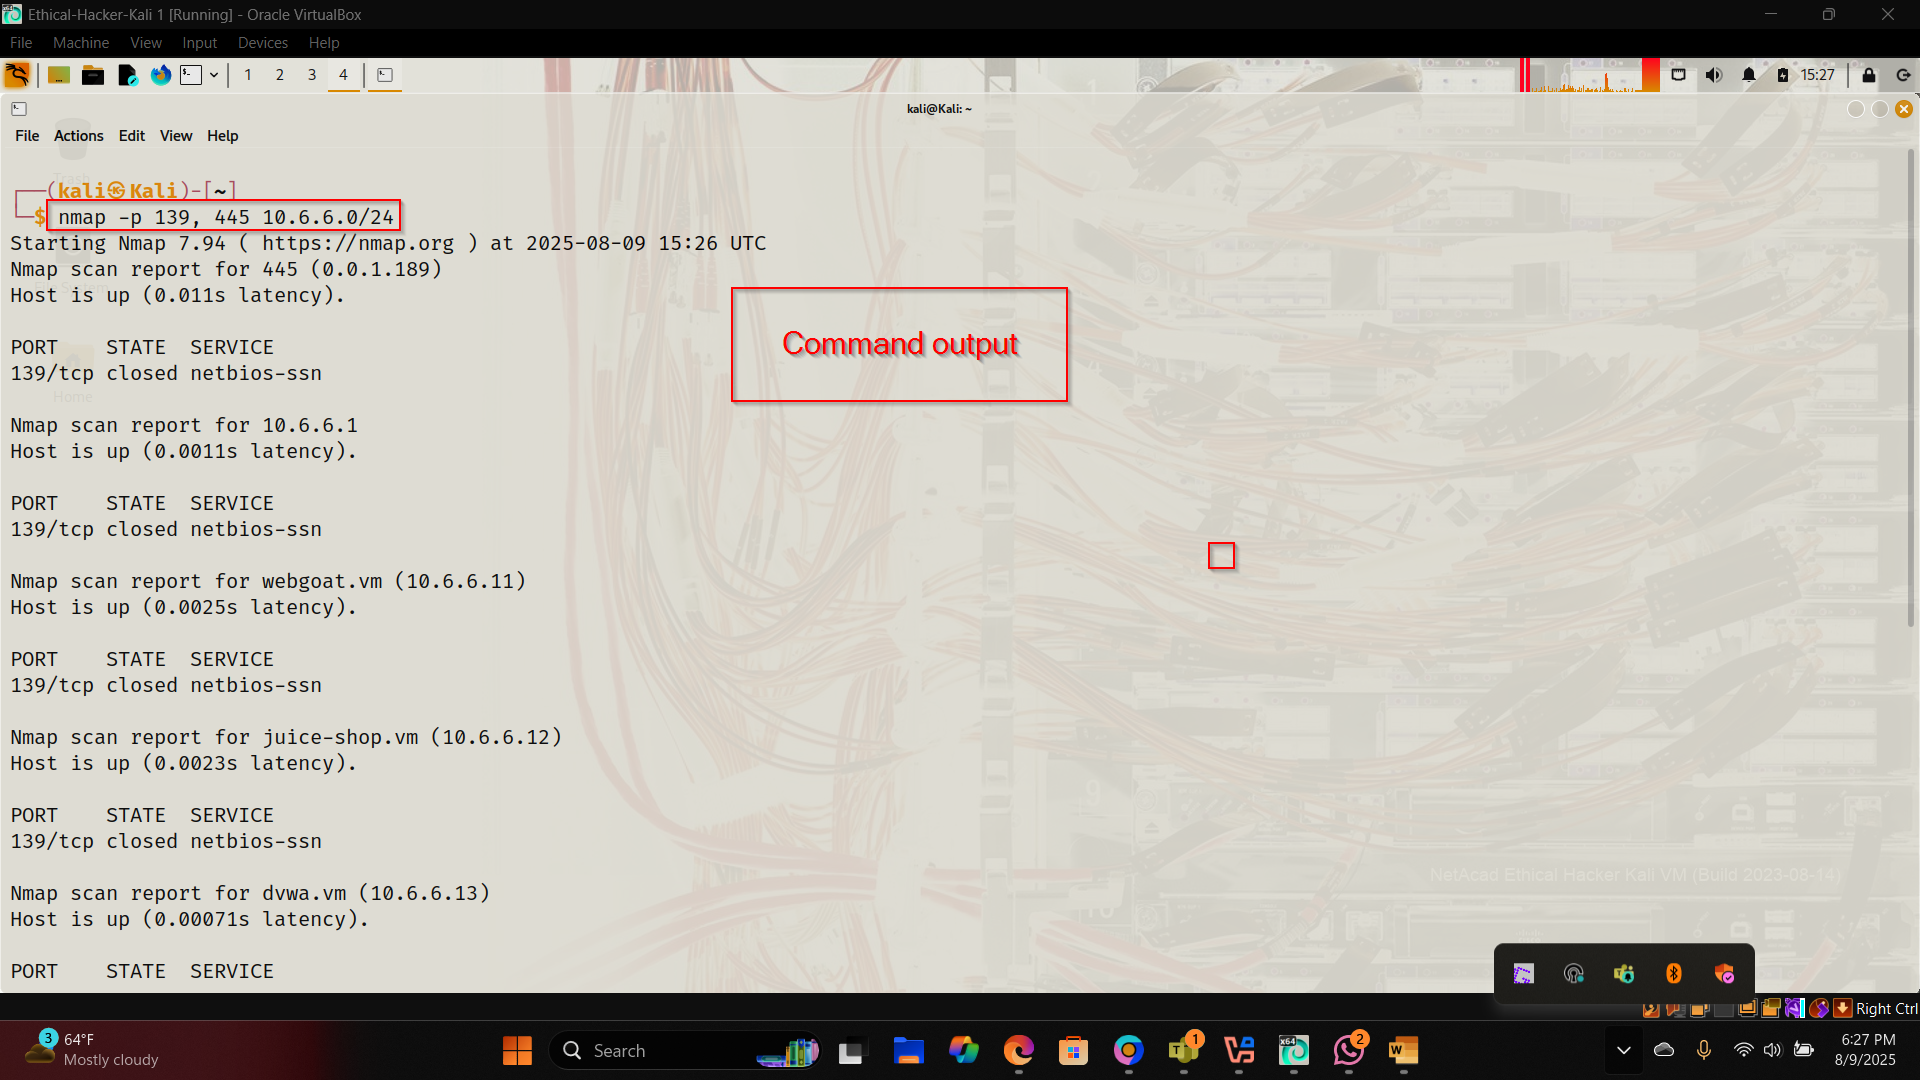 Ethical-Hacker-Kali 1 [Running] - Oracle VirtualBox
File Machine View Input Devices Help
1 2 3 4
15:27
kali@Kali: ~
File Actions Edit View Help
Trash
(kali㉿Kali)-[~]
$ nmap -p 139, 445 10.6.6.0/24
Starting Nmap 7.94 ( https://nmap.org ) at 2025-08-09 15:26 UTC
Nmap scan report for 445 (0.0.1.189)
File System
Host is up (0.011s latency).
Command output
PORT STATE SERVICE
139/tcp closed netbios-ssn
Home
Nmap scan report for 10.6.6.1
Host is up (0.0011s latency).
PORT STATE SERVICE
139/tcp closed netbios-ssn
Nmap scan report for webgoat.vm (10.6.6.11)
Host is up (0.0025s latency).
PORT STATE SERVICE
139/tcp closed netbios-ssn
Nmap scan report for juice-shop.vm (10.6.6.12)
Host is up (0.0023s latency).
PORT STATE SERVICE
139/tcp closed netbios-ssn
NetAcad Ethical Hacker Kali VM (Build 2023-08-14)
Nmap scan report for dvwa.vm (10.6.6.13)
Host is up (0.00071s latency).
PORT STATE SERVICE
Right Ctrl
3
64°F
Mostly cloudy
Search
1
x64
2
W
6:27 PM
8/9/2025